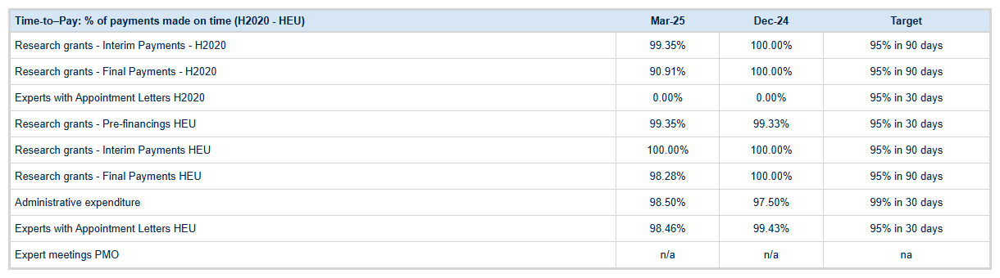 Time-to–Pay: % of payments made on time (H2020 - HEU) Mar-25 Dec-24 Target
Research grants - Interim Payments - H2020 99.35% 100.00% 95% in 90 days
Research grants - Final Payments - H2020 90.91% 100.00% 95% in 90 days
Experts with Appointment Letters H2020 0.00% 0.00% 95% in 30 days
Research grants - Pre-financings HEU 99.35% 99.33% 95% in 30 days
Research grants - Interim Payments HEU 100.00% 100.00% 95% in 90 days
Research grants - Final Payments HEU 98.28% 100.00% 95% in 90 days
Administrative expenditure 98.50% 97.50% 99% in 30 days
Experts with Appointment Letters HEU 98.46% 99.43% 95% in 30 days
Expert meetings PMO n/a n/a na